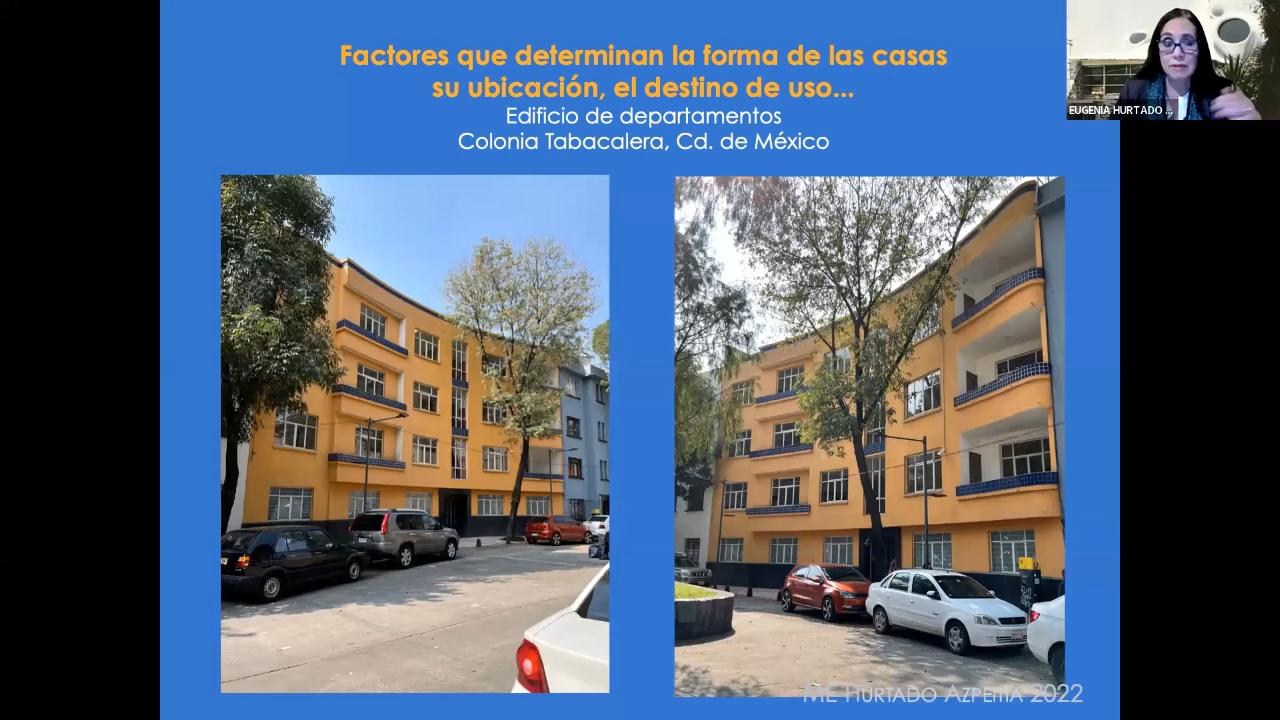 Factores que determinan la forma de las casas
su ubicación, el destino de uso...
Edificio de departamentos
Colonia Tabacalera, Cd. de México
EUGENIA HURTADO ...
ME HURTADO AZPEITIA 2022